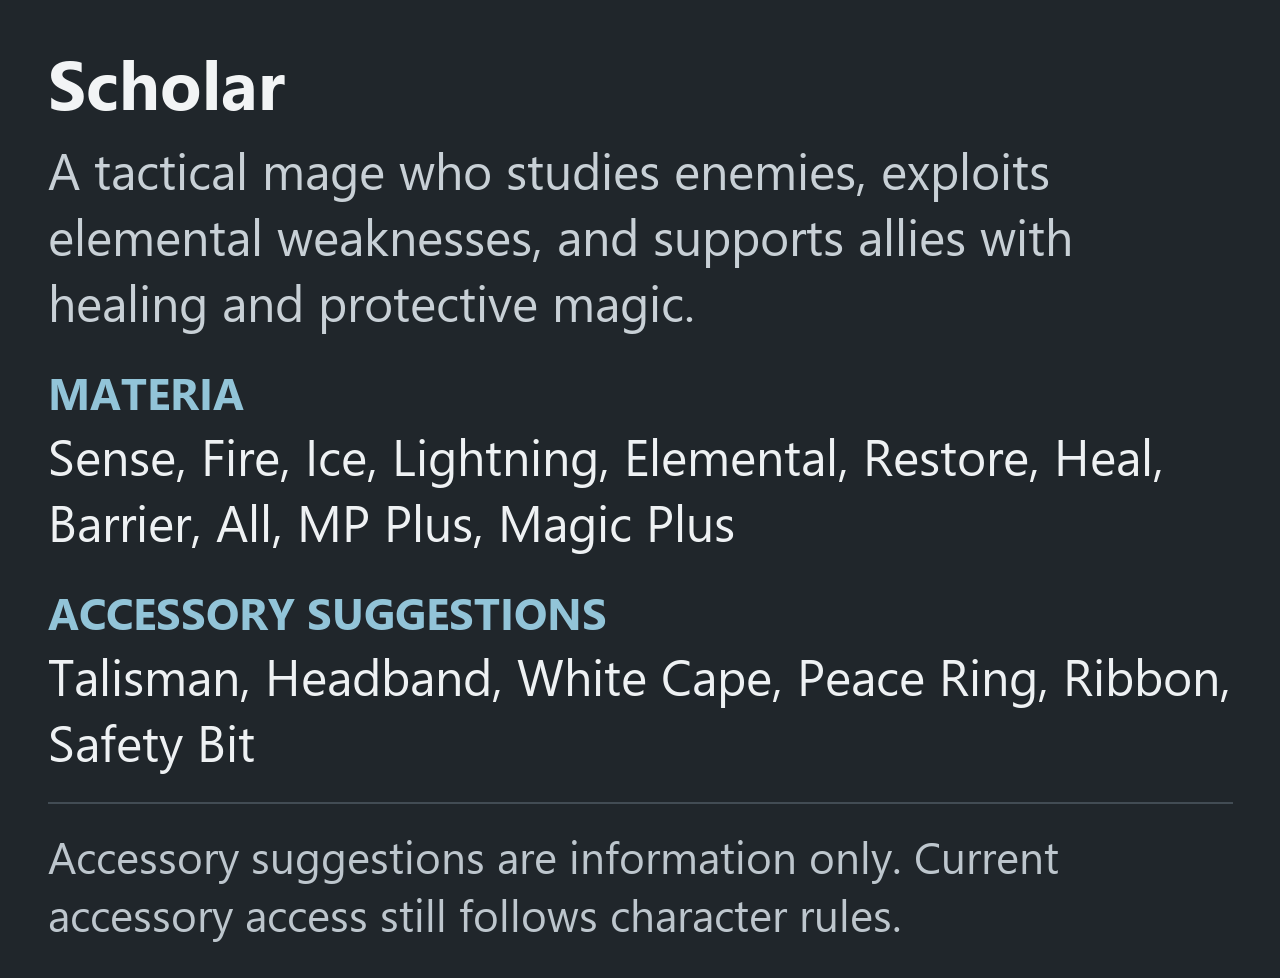 Scholar
A tactical mage who studies enemies, exploits
elemental weaknesses, and supports allies with
healing and protective magic.
MATERIA
Sense, Fire, Ice, Lightning, Elemental, Restore, Heal,
Barrier, All, MP Plus, Magic Plus
ACCESSORY SUGGESTIONS
Talisman, Headband, White Cape, Peace Ring, Ribbon,
Safety Bit
Accessory suggestions are information only. Current
accessory access still follows character rules.